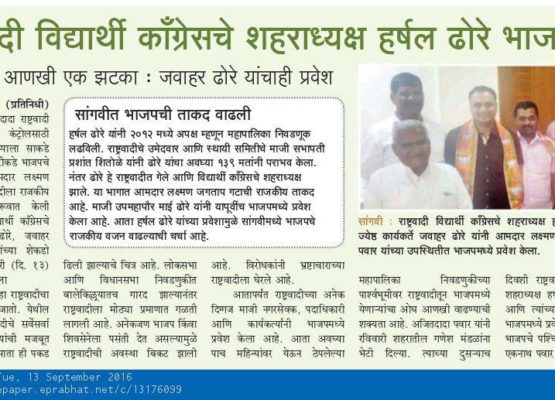 दी विद्यार्थी काँग्रेसचे शहराध्यक्ष हर्षल ढोरे भाज
आणखी एक झटका : जवाहर ढोरे यांचाही प्रवेश
(प्रतिनिधी)
दादा राष्ट्रवादी
कंट्रोलसाठी
याला साकडे
दीकडे भाजपचे
दार लक्ष्मण
दीला राजकीय
रुवात केली
यार्थी काँग्रेसचे
ढोरे, जवाहर
यांच्या शेकडो
री (दि. १३)
ला.
राष्ट्रवादीचा
जातो. येथील
दीचे सर्वेसर्वा
यांची मजबूत
माता ही पकड
सांगवीत भाजपची ताकद वाढली
हर्षल ढोरे यांनी २०१२ मध्ये अपक्ष म्हणून महापालिका निवडणूक
लढविली. राष्ट्रवादीचे उमेदवार आणि स्थायी समितीचे माजी सभापती
प्रशांत शितोळे यांनी ढोरे यांचा अवघ्या १३९ मतांनी पराभव केला.
नंतर ढोरे हे राष्ट्रवादीत गेले आणि विद्यार्थी काँग्रेसचे शहराध्यक्ष
झाले. या भागात आमदार लक्ष्मण जगताप गटाची राजकीय ताकद
आहे. माजी उपमहापौर माई ढोरे यांनी यापूर्वीच भाजपमध्ये प्रवेश
केला आहे. आता हर्षल ढोरे यांच्या प्रवेशामुळे सांगवीमध्ये भाजपचे
राजकीय वजन वाढल्याची चर्चा आहे.
ढिली झाल्याचे चित्र आहे. लोकसभा
आणि विधानसभा निवडणुकीत
बालेकिल्ल्यातच गारद झाल्यानंतर
राष्ट्रवादीला मोठ्या प्रमाणात गळती
लागली आहे. अनेकजण भाजप किंवा
शिवसेनेला पसंती देत असल्यामुळे
राष्ट्रवादीची अवस्था बिकट झाली
आहे. विरोधकांनी भ्रष्टाचाराच्या
राष्ट्रवादीला घेरले आहे.
आतापर्यंत राष्ट्रवादीच्या अनेक
दिग्गज माजी नगरसेवक, पदाधिकारी
आणि कार्यकर्त्यांनी भाजपमध्ये
प्रवेश केला आहे. आता अवघ्या
पाच महिन्यांवर येऊन ठेपलेल्या
सांगवी : राष्ट्रवादी विद्यार्थी काँग्रेसचे शहराध्यक्ष ह
ज्येष्ठ कार्यकर्ते जवाहर ढोरे यांनी आमदार लक्ष्मण
पवार यांच्या उपस्थितीत भाजपमध्ये प्रवेश केला.
महापालिका निवडणुकीच्या
पार्श्वभूमीवर राष्ट्रवादीतून भाजपमध्ये
येणाऱ्यांचा ओघ आणखी वाढण्याची
शक्यता आहे. अजितदादा पवार यांनी
रविवारी शहरातील गणेश मंडळांना
भेटी दिल्या. त्याच्या दुसऱ्याच
दिवशी राष्ट्र
शहराध्यक्ष ह
आणि त्यांच्य
भाजपमध्ये प्र
आणि पश्चिम
भाजपचे पश्चि
एकनाथ पवार
Tue, 13 September 2016
epaper.eprabhat.net/c/13176099